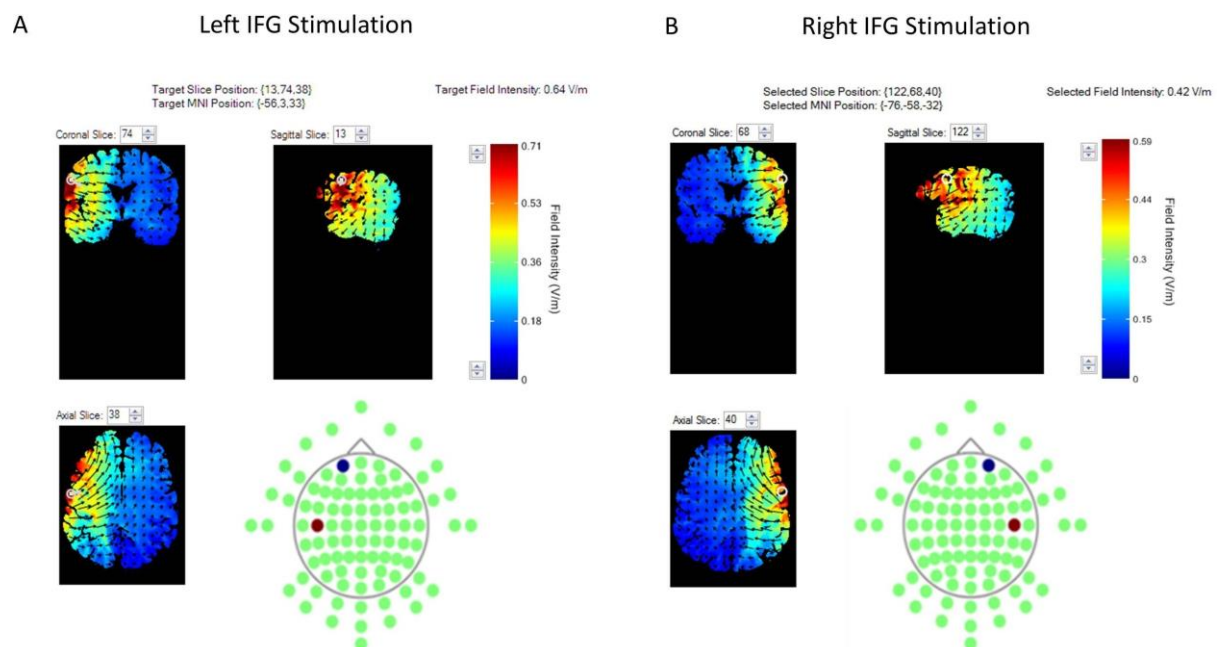 A
Left IFG Stimulation
Target Slice Position: {13,74,38}
Target MNI Position: {-56,3,33}
Target Field Intensity: 0.64 V/m
Coronal Slice: 74
Sagittal Slice: 13
0.71
0.53
0.36
0.18
0
Field Intensity (V/m)
Axial Slice: 38
B
Right IFG Stimulation
Selected Slice Position: {122,68,40}
Selected MNI Position: {-76,-58,-32}
Selected Field Intensity: 0.42 V/m
Coronal Slice: 68
Sagittal Slice: 122
0.59
0.44
0.3
0.15
0
Field Intensity (V/m)
Axial Slice: 40